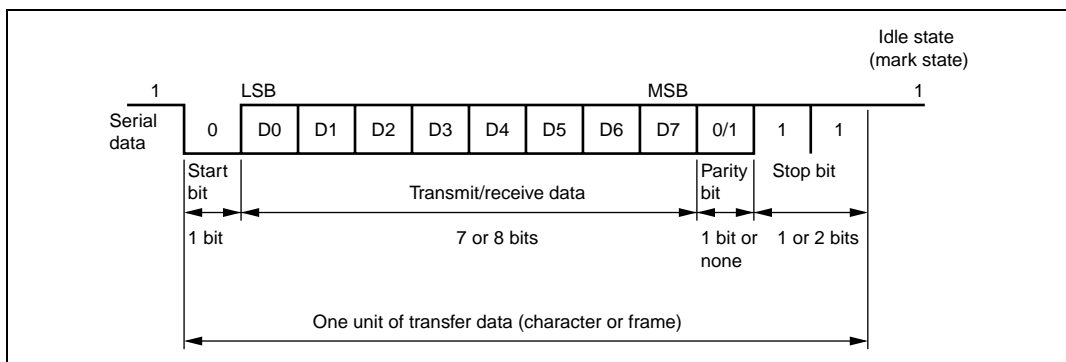 Idle state
(mark state)
1 LSB MSB 1
Serial
data
0 D0 D1 D2 D3 D4 D5 D6 D7 0/1 1 1
Start
bit
Transmit/receive data
Parity
bit
Stop bit
1 bit
7 or 8 bits
1 bit or
none
1 or 2 bits
One unit of transfer data (character or frame)